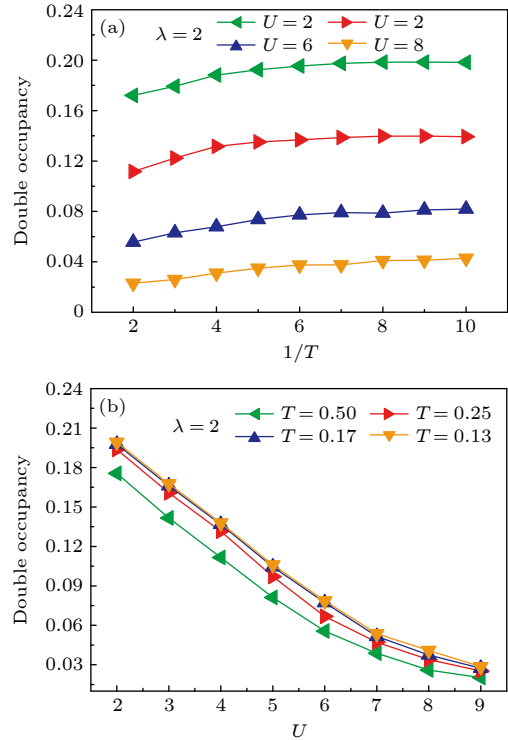 (a)
λ = 2
U = 2
U = 2
U = 6
U = 8
0.24
0.20
0.16
0.12
0.08
0.04
0
Double occupancy
2
4
6
8
10
1/T
(b)
λ = 2
T = 0.50
T = 0.25
T = 0.17
T = 0.13
0.24
0.21
0.18
0.15
0.12
0.09
0.06
0.03
Double occupancy
2
3
4
5
6
7
8
9
U